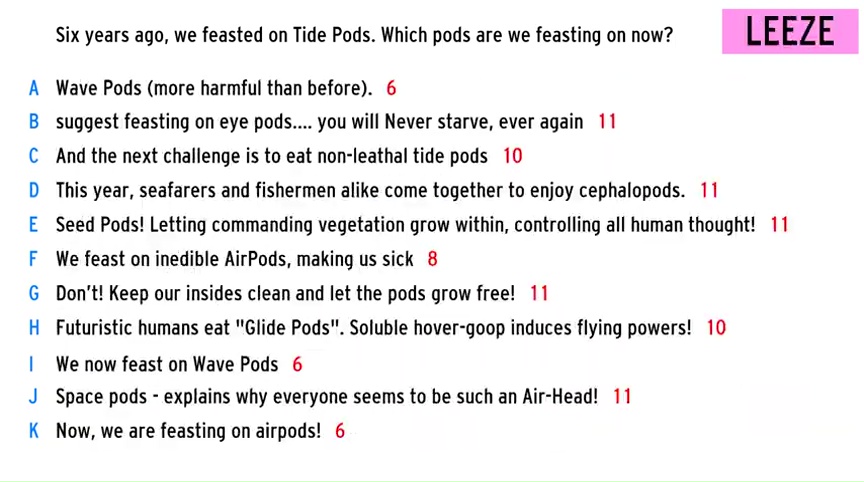 Six years ago, we feasted on Tide Pods. Which pods are we feasting on now?
LEEZE
A Wave Pods (more harmful than before). 6
B suggest feasting on eye pods.... you will Never starve, ever again 11
C And the next challenge is to eat non-leathal tide pods 10
D This year, seafarers and fishermen alike come together to enjoy cephalopods. 11
E Seed Pods! Letting commanding vegetation grow within, controlling all human thought! 11
F We feast on inedible AirPods, making us sick 8
G Don't! Keep our insides clean and let the pods grow free! 11
H Futuristic humans eat "Glide Pods". Soluble hover-goop induces flying powers! 10
I We now feast on Wave Pods 6
J Space pods - explains why everyone seems to be such an Air-Head! 11
K Now, we are feasting on airpods! 6